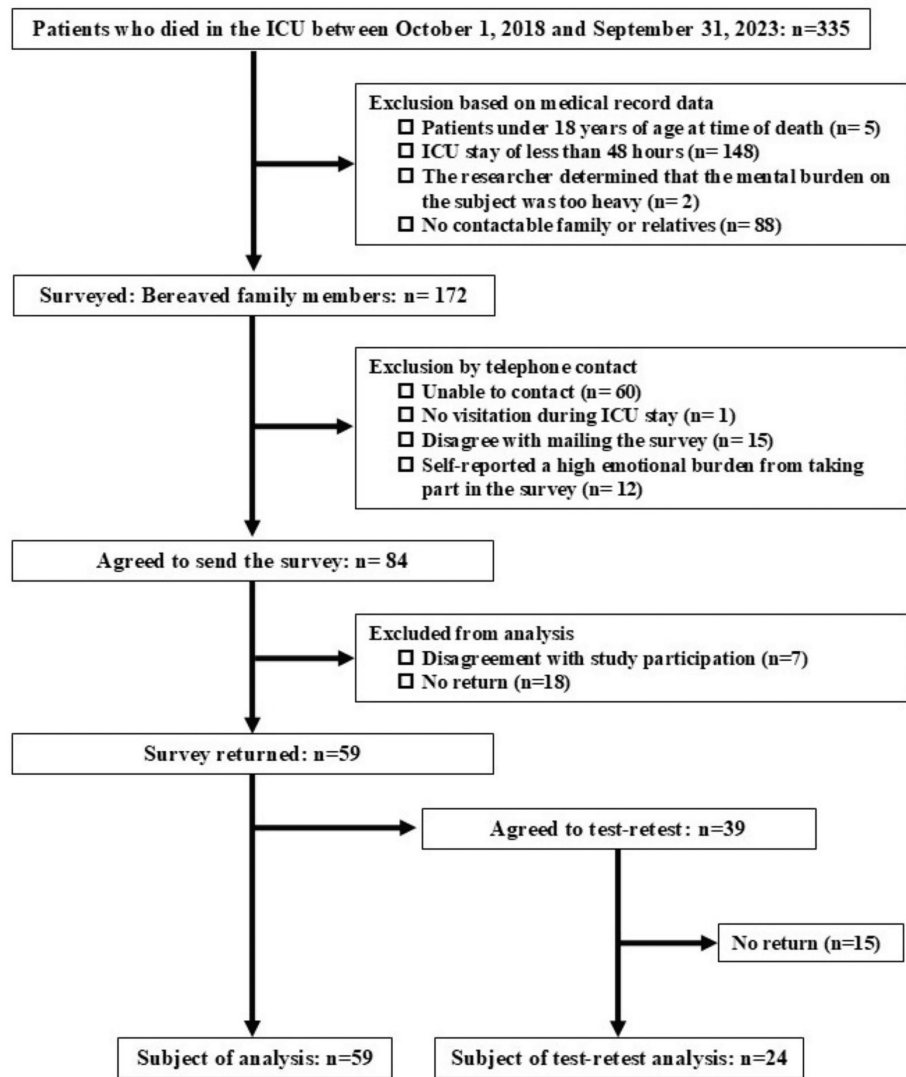 Patients who died in the ICU between October 1, 2018 and September 31, 2023: n=335
Exclusion based on medical record data
☐ Patients under 18 years of age at time of death (n= 5)
☐ ICU stay of less than 48 hours (n= 148)
☐ The researcher determined that the mental burden on
the subject was too heavy (n= 2)
☐ No contactable family or relatives (n= 88)
Surveyed: Bereaved family members: n= 172
Exclusion by telephone contact
☐ Unable to contact (n= 60)
☐ No visitation during ICU stay (n= 1)
☐ Disagree with mailing the survey (n= 15)
☐ Self-reported a high emotional burden from taking
part in the survey (n= 12)
Agreed to send the survey: n= 84
Excluded from analysis
☐ Disagreement with study participation (n=7)
☐ No return (n=18)
Survey returned: n=59
Agreed to test-retest: n=39
No return (n=15)
Subject of analysis: n=59
Subject of test-retest analysis: n=24